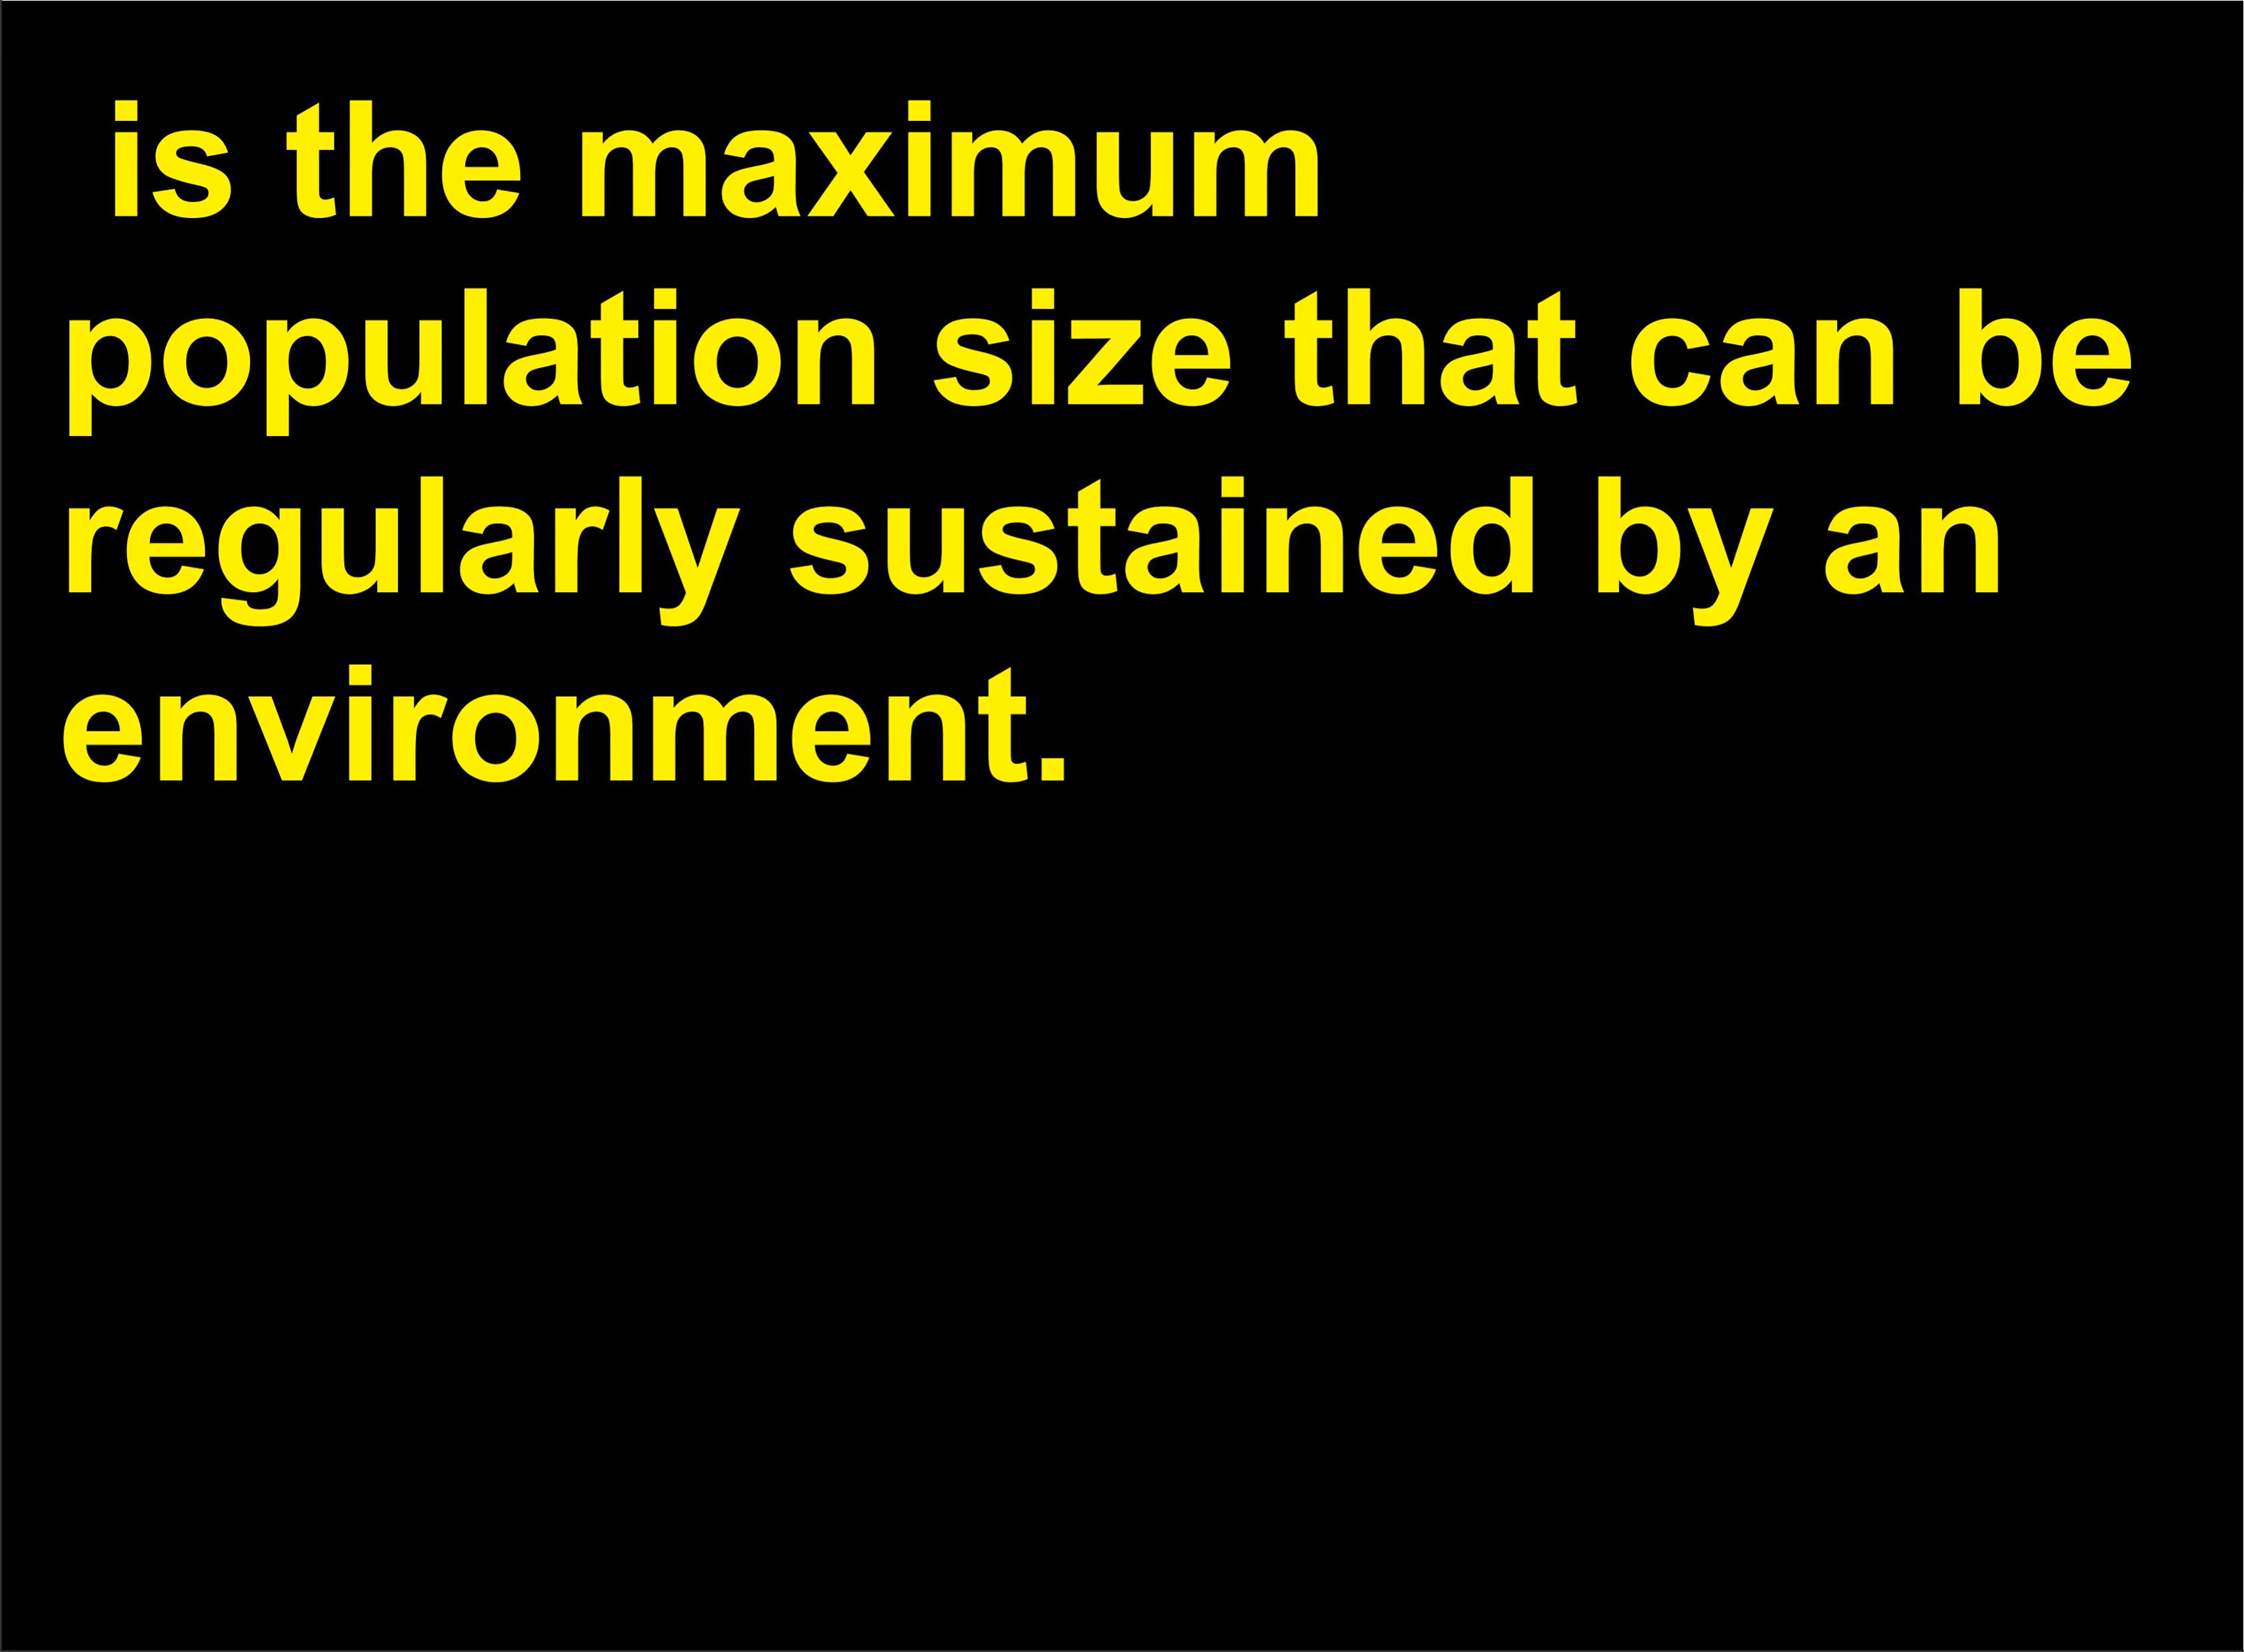 is the maximum
population size that can be
regularly sustained by an
environment.